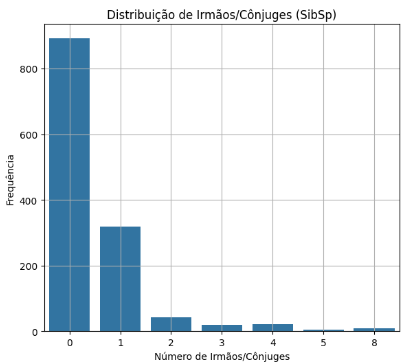 Distribuição de Irmãos/Cônjuges (SibSp)
800
600
400
200
0
Frequência
0 1 2 3 4 5 8
Número de Irmãos/Cônjuges